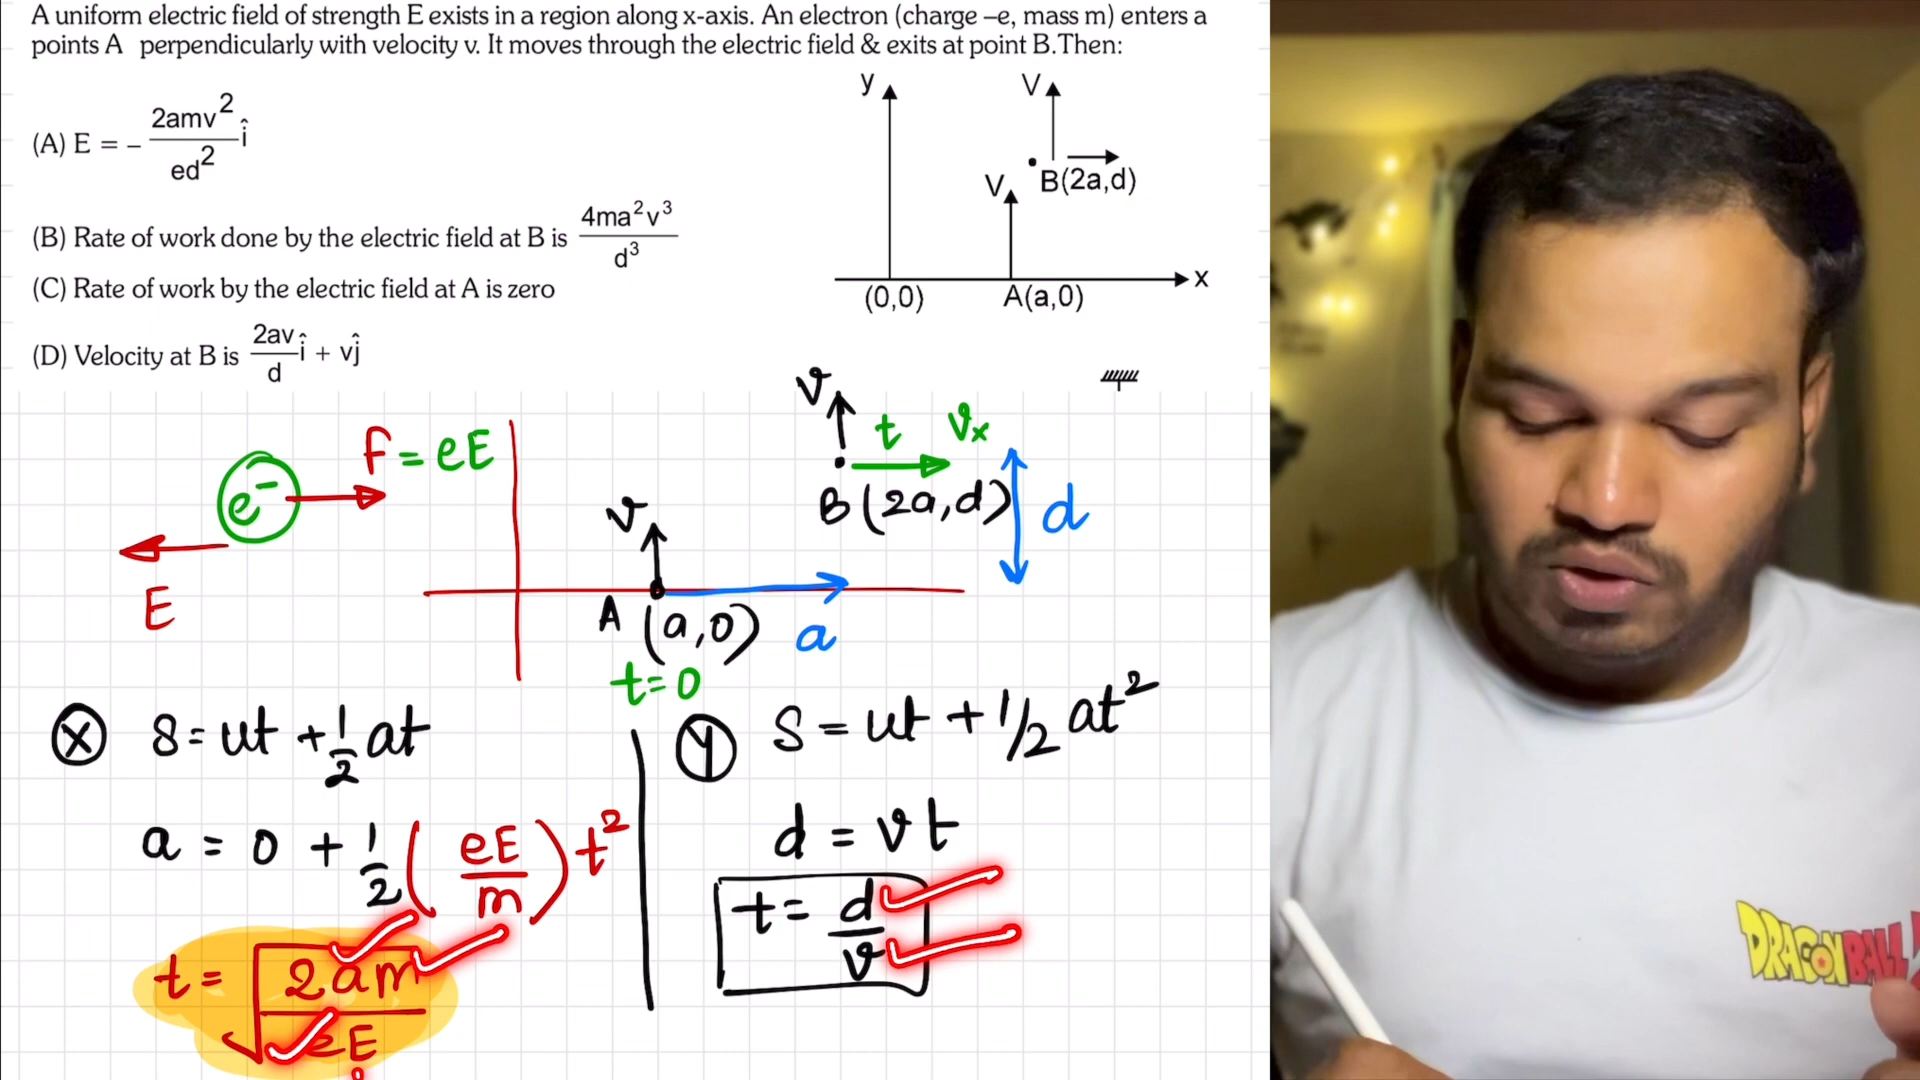 A uniform electric field of strength E exists in a region along x-axis. An electron (charge –e, mass m) enters a
points A perpendicularly with velocity v. It moves through the electric field & exits at point B.Then:
(A) E = – 2amv² / ed² î
(B) Rate of work done by the electric field at B is 4ma²v³ / d³
(C) Rate of work by the electric field at A is zero
(D) Velocity at B is 2av / d î + vĵ
y
V
B(2a,d)
V
x
(0,0)
A(a,0)
v
t
vₓ
F = eE
e⁻
B (2a,d)
d
v
E
A (a,0)
a
t=0
X S = ut + 1/2 at
Y S = ut + 1/2 at²
a = 0 + 1/2 (eE/m) t²
d = vt
t = d/v
t = √2am/eE
DRAGONBALL